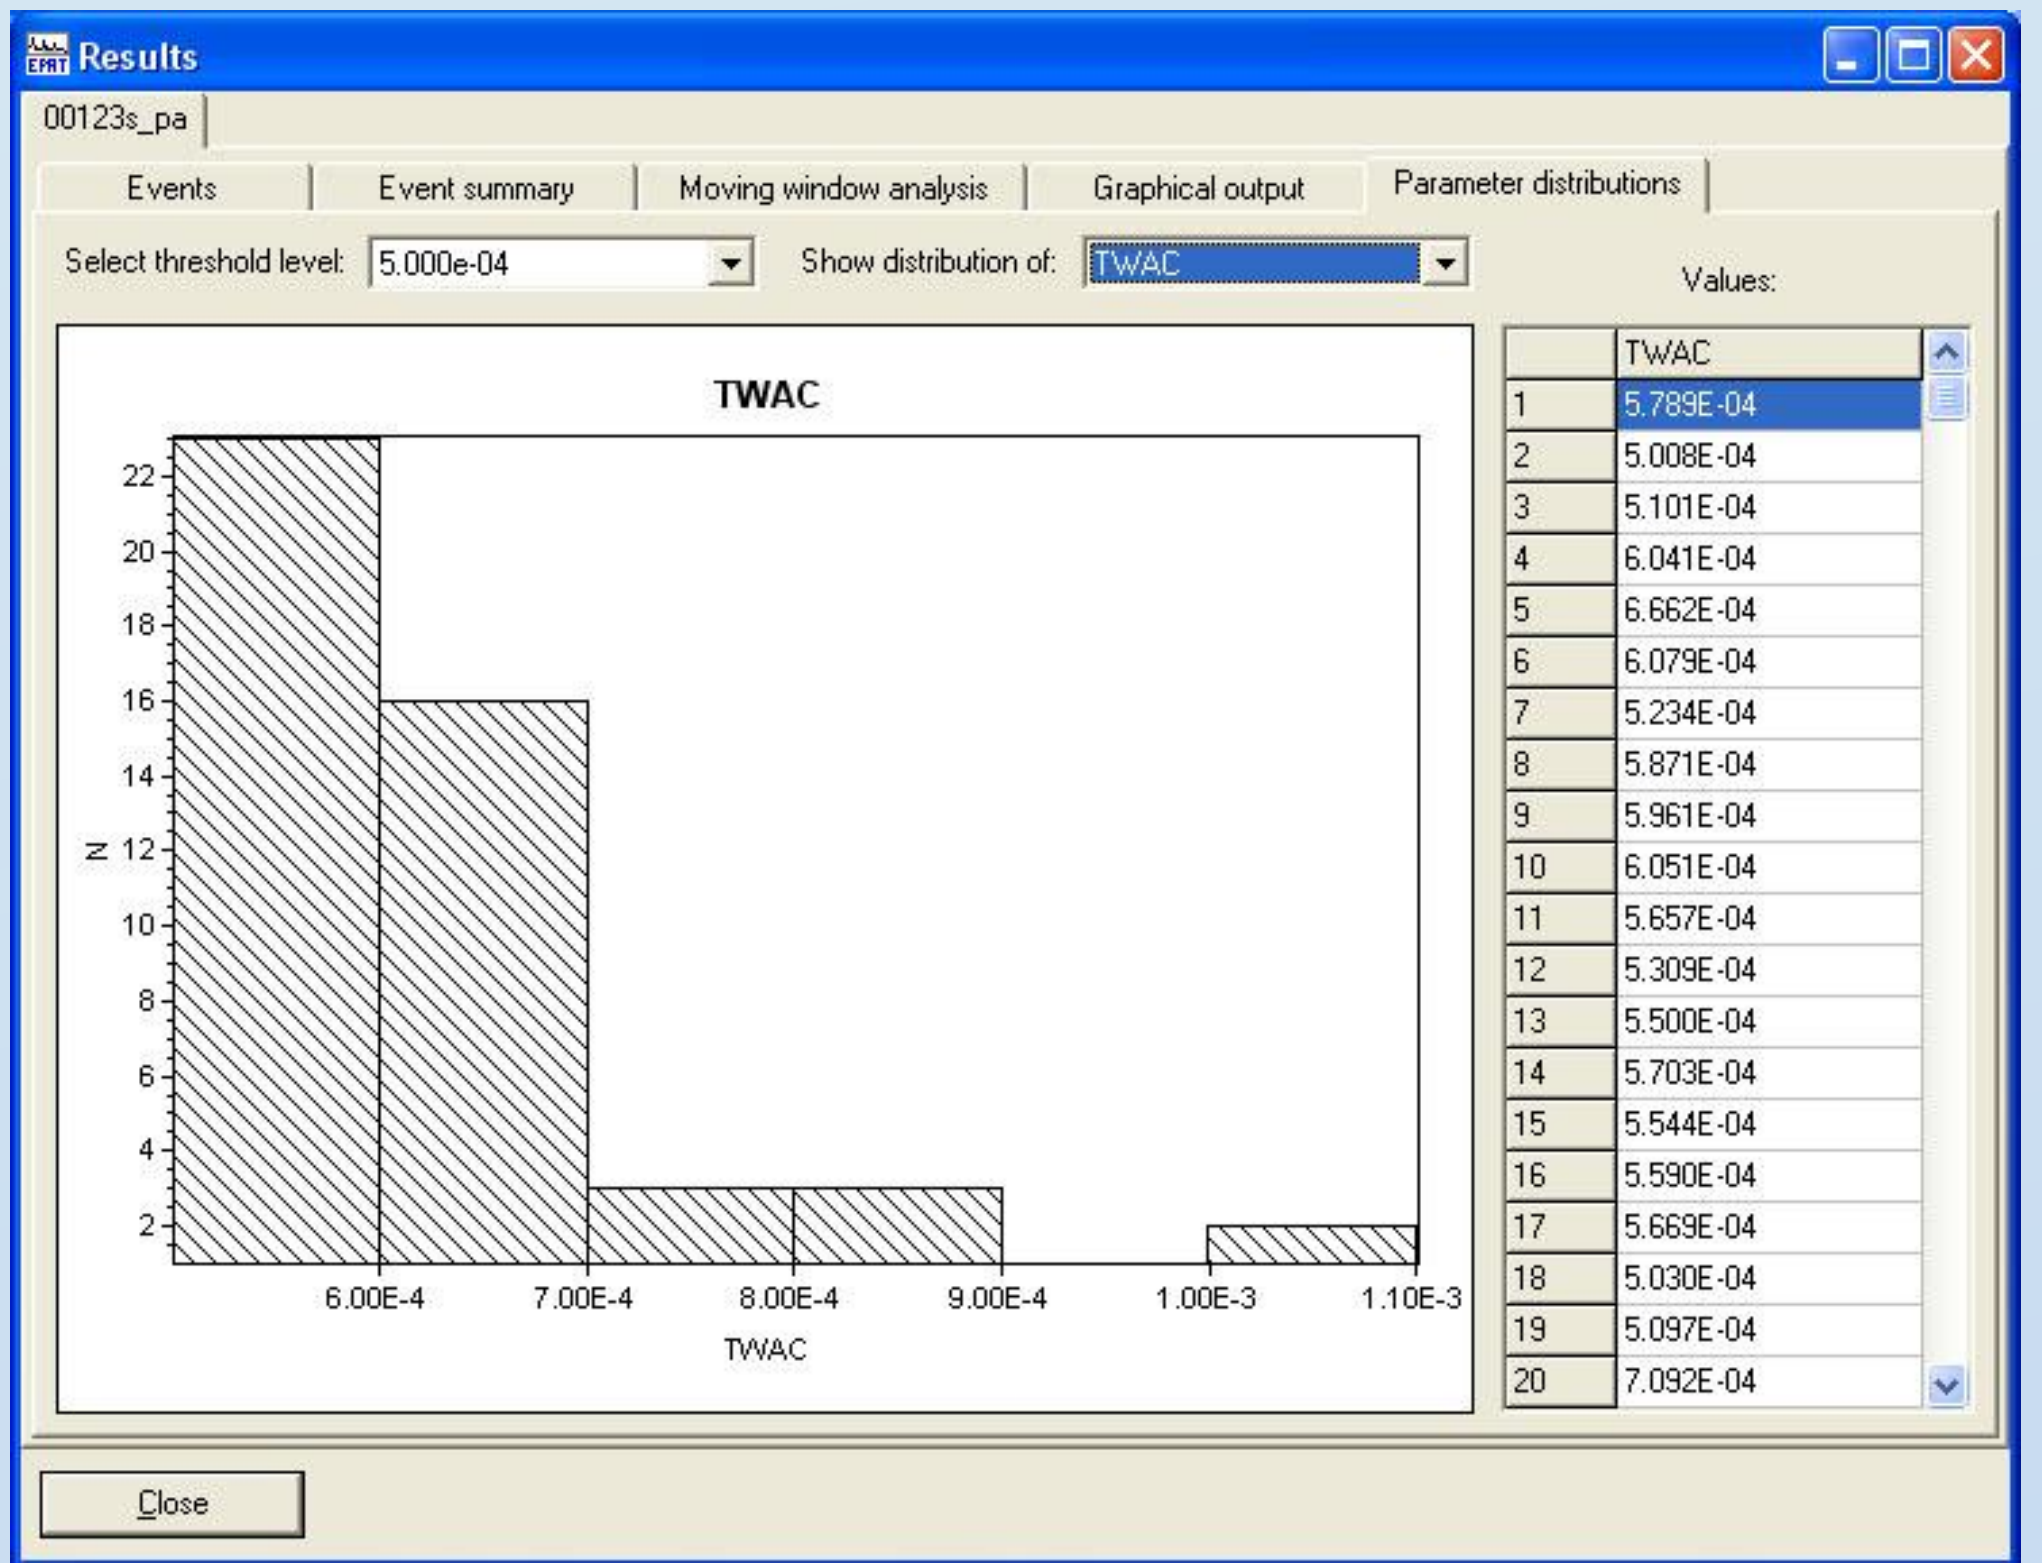 EPAT Results
00123s_pa
Events Event summary Moving window analysis Graphical output Parameter distributions
Select threshold level: 5.000e-04 Show distribution of: TWAC Values:
TWAC
22
20
18
16
14
12
10
8
6
4
2
N
6.00E-4 7.00E-4 8.00E-4 9.00E-4 1.00E-3 1.10E-3
TWAC
TWAC
1 5.789E-04
2 5.008E-04
3 5.101E-04
4 6.041E-04
5 6.662E-04
6 6.079E-04
7 5.234E-04
8 5.871E-04
9 5.961E-04
10 6.051E-04
11 5.657E-04
12 5.309E-04
13 5.500E-04
14 5.703E-04
15 5.544E-04
16 5.590E-04
17 5.669E-04
18 5.030E-04
19 5.097E-04
20 7.092E-04
Close